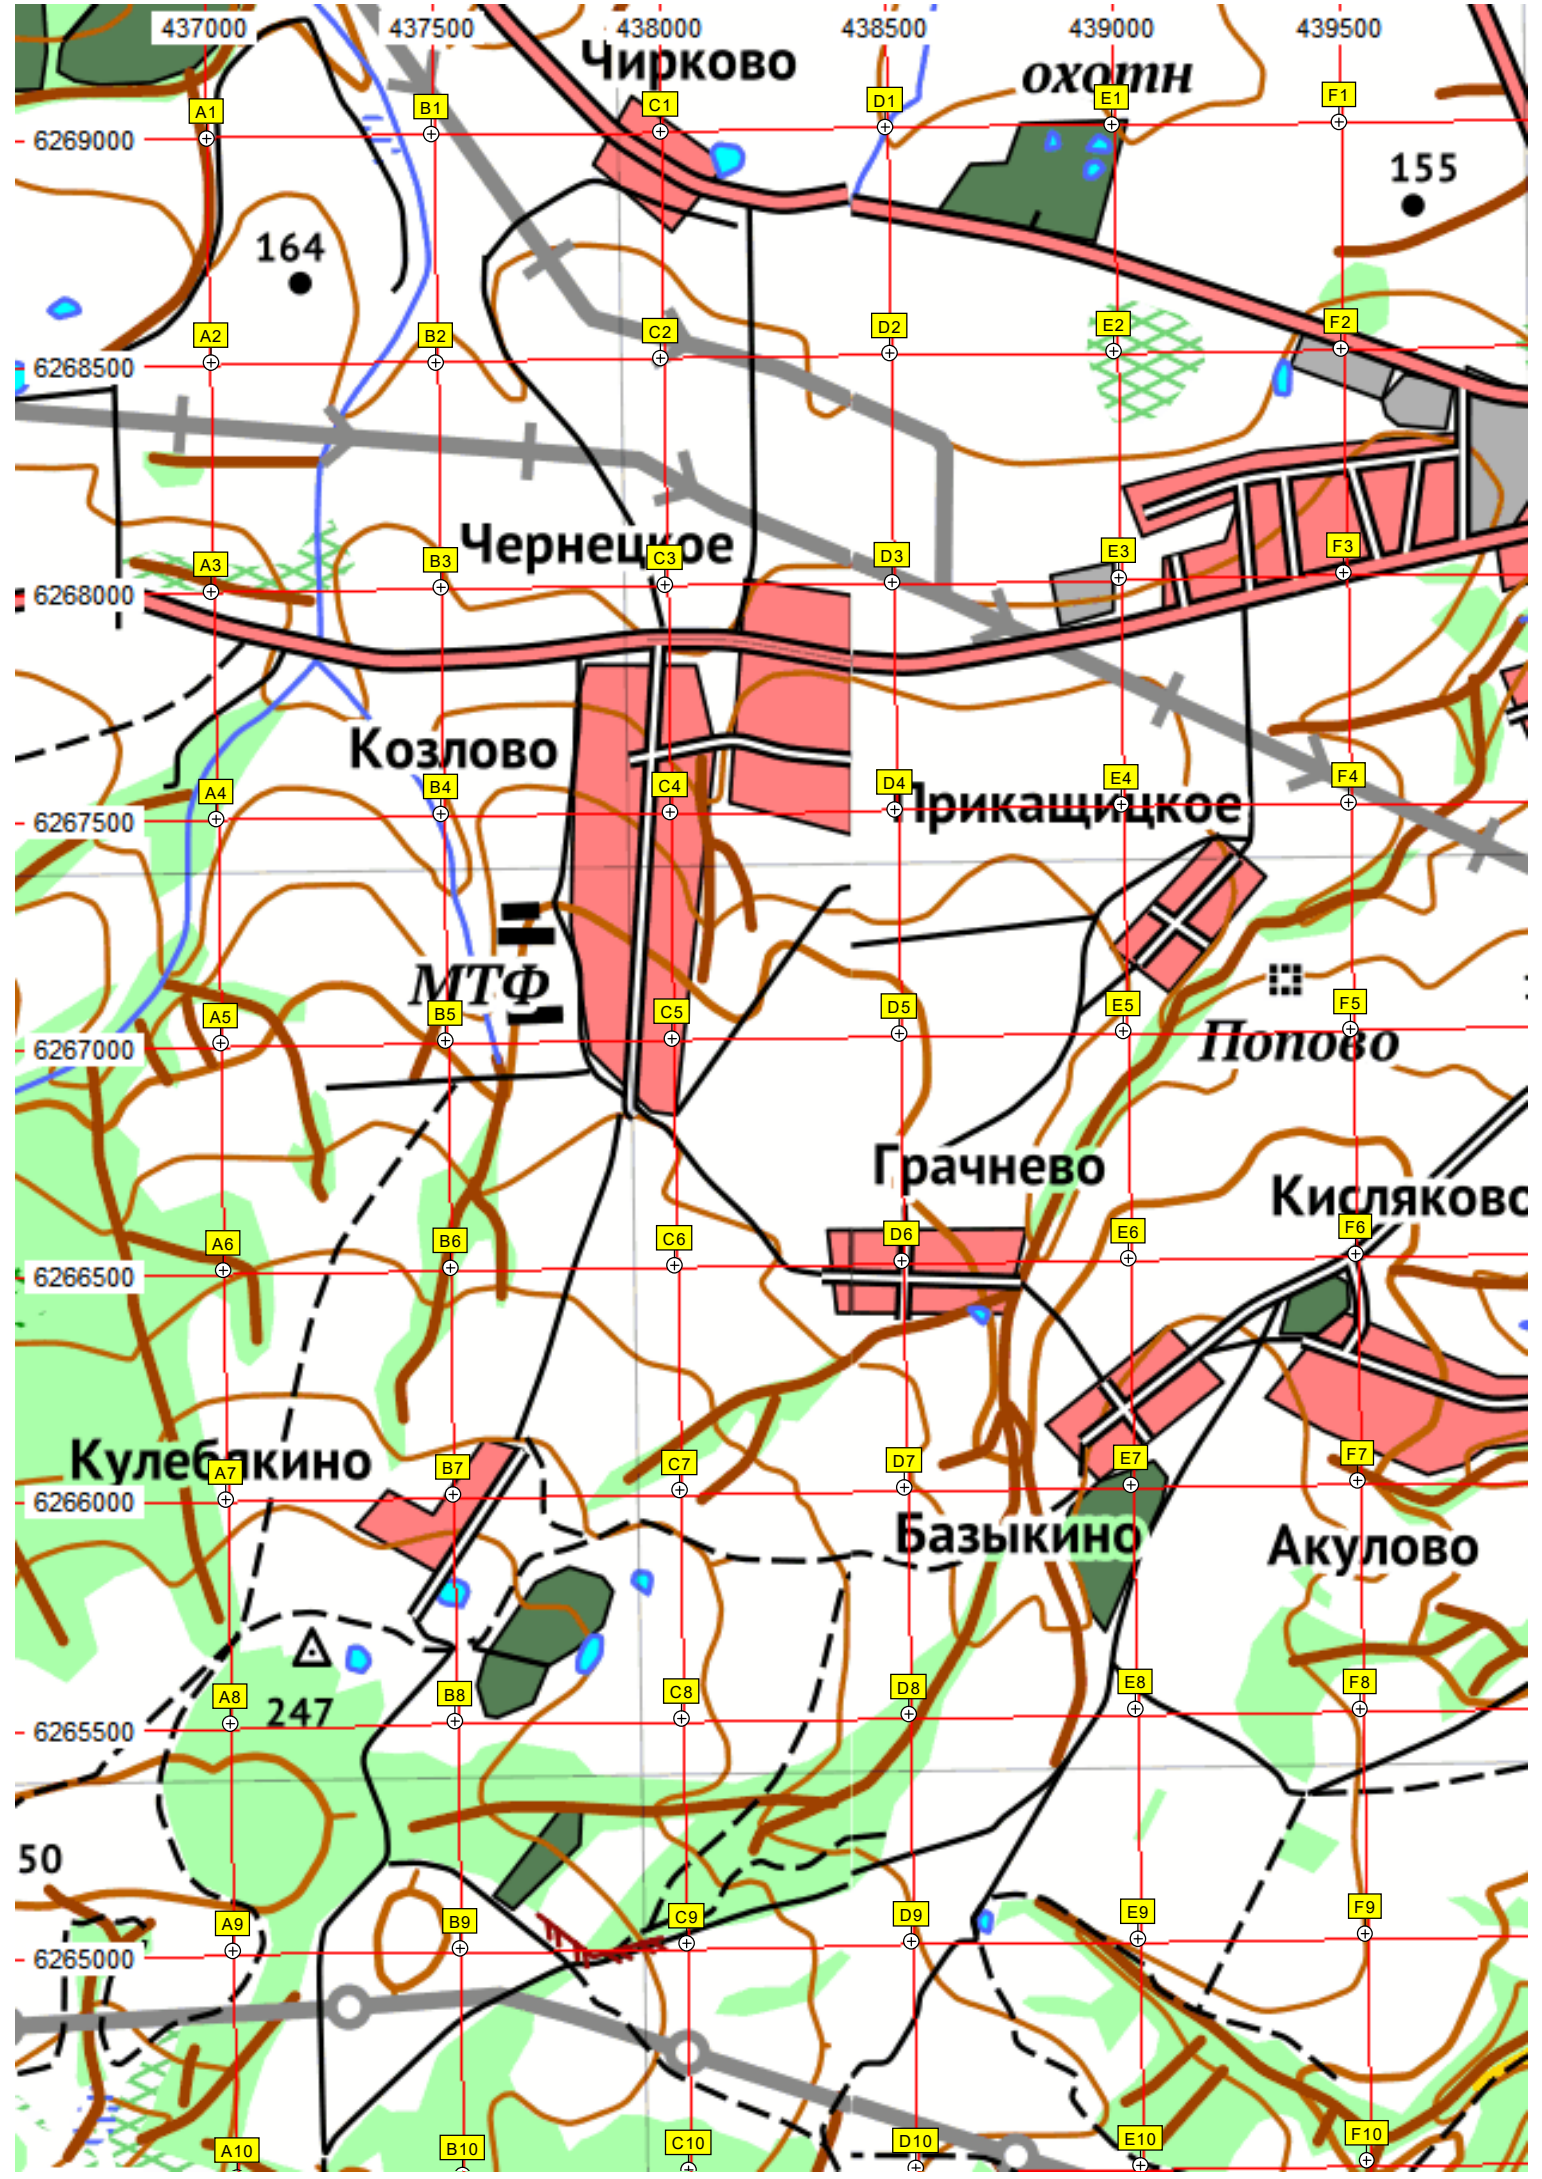 437000 437500 438000 438500 439000 439500
Чирково
охотн
A1 B1 C1 D1 E1 F1
6269000
155
164
A2 B2 C2 D2 E2 F2
6268500
Чернецкое
A3 B3 C3 D3 E3 F3
6268000
Козлово
A4 B4 C4 D4 E4 F4
Прикащицкое
6267500
МТФ
A5 B5 C5 D5 E5 F5
6267000
Попово
Грачнево
Кисляково
A6 B6 C6 D6 E6 F6
6266500
Кулебякино
A7 B7 C7 D7 E7 F7
6266000
Базыкино
Акулово
A8 B8 C8 D8 E8 F8
247
6265500
50
A9 B9 C9 D9 E9 F9
6265000
A10 B10 C10 D10 E10 F10